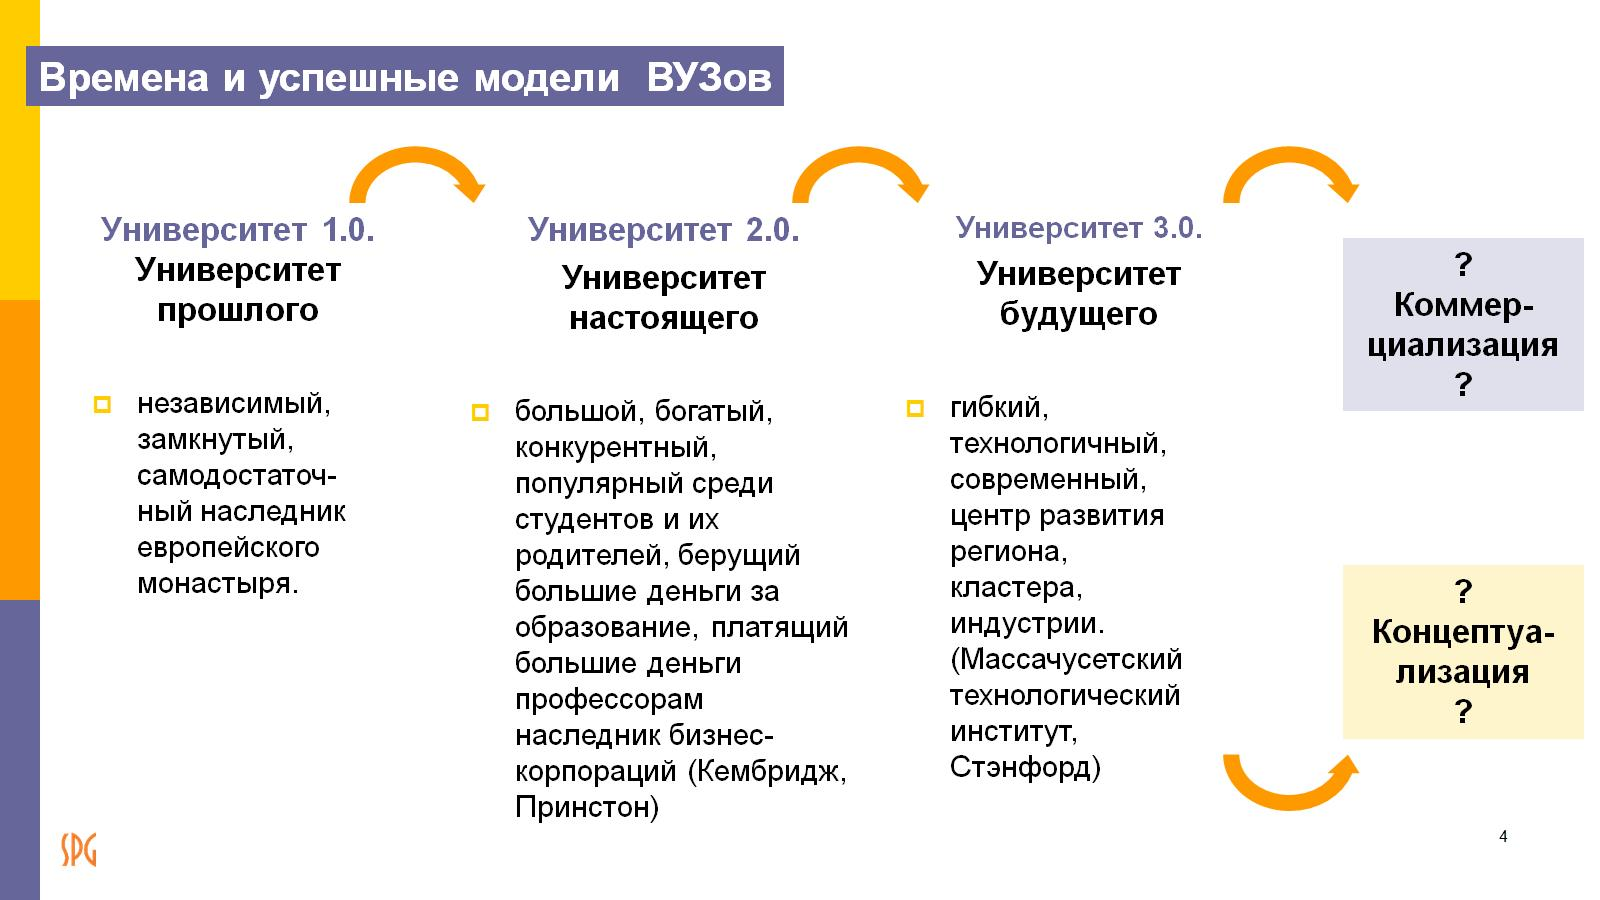 Времена и успешные модели ВУЗов
Университет 1.0.
Университет
прошлого
независимый,
замкнутый,
самодостаточ-
ный наследник
европейского
монастыря.
Университет 2.0.
Университет
настоящего
большой, богатый,
конкурентный,
популярный среди
студентов и их
родителей, берущий
большие деньги за
образование, платящий
большие деньги
профессорам
наследник бизнес-
корпораций (Кембридж,
Принстон)
Университет 3.0.
Университет
будущего
гибкий,
технологичный,
современный,
центр развития
региона,
кластера,
индустрии.
(Массачусетский
технологический
институт,
Стэнфорд)
?
Коммер-
циализация
?
?
Концептуа-
лизация
?
SPG
4